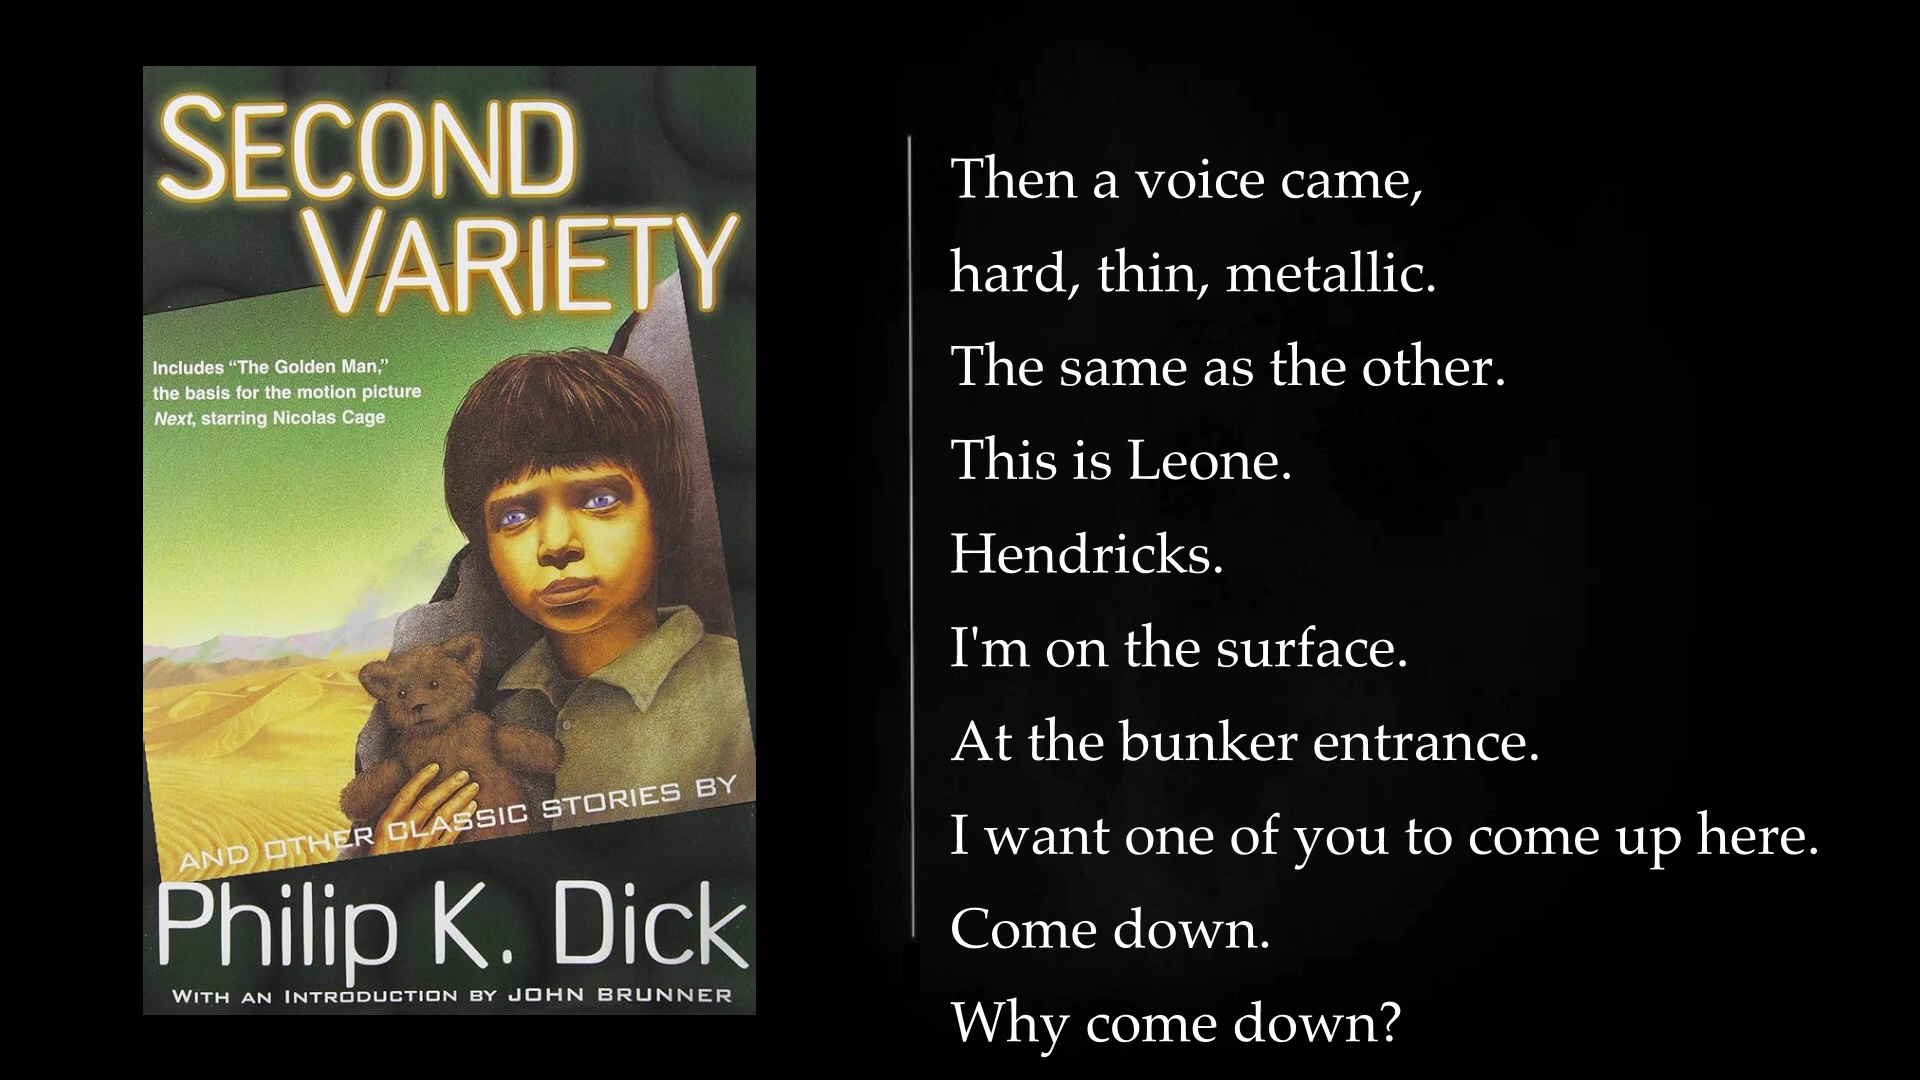 SECOND
VARIETY
Includes “The Golden Man,”
the basis for the motion picture
Next, starring Nicolas Cage
AND OTHER CLASSIC STORIES BY
Philip K. Dick
WITH AN INTRODUCTION BY JOHN BRUNNER
Then a voice came,
hard, thin, metallic.
The same as the other.
This is Leone.
Hendricks.
I'm on the surface.
At the bunker entrance.
I want one of you to come up here.
Come down.
Why come down?